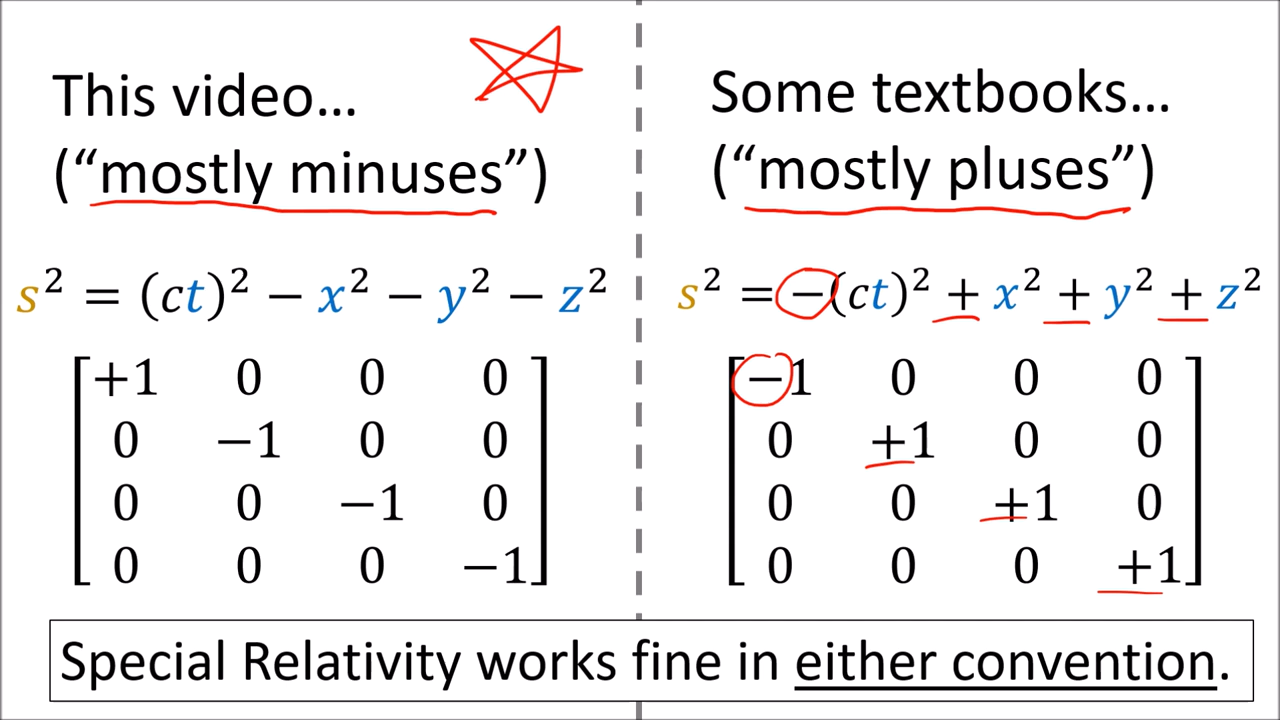 This video...
("mostly minuses")
s² = (ct)² − x² − y² − z²
+1 0 0 0
0 −1 0 0
0 0 −1 0
0 0 0 −1
Some textbooks...
("mostly pluses")
s² = −(ct)² + x² + y² + z²
−1 0 0 0
0 +1 0 0
0 0 +1 0
0 0 0 +1
Special Relativity works fine in either convention.